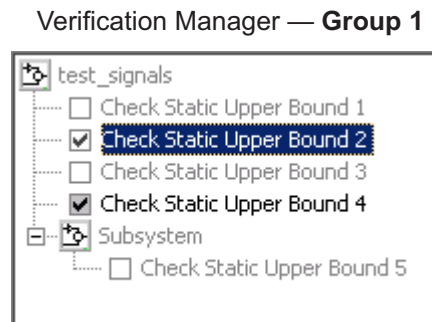 Verification Manager — Group 1
test_signals
Check Static Upper Bound 1
Check Static Upper Bound 2
Check Static Upper Bound 3
Check Static Upper Bound 4
Subsystem
Check Static Upper Bound 5